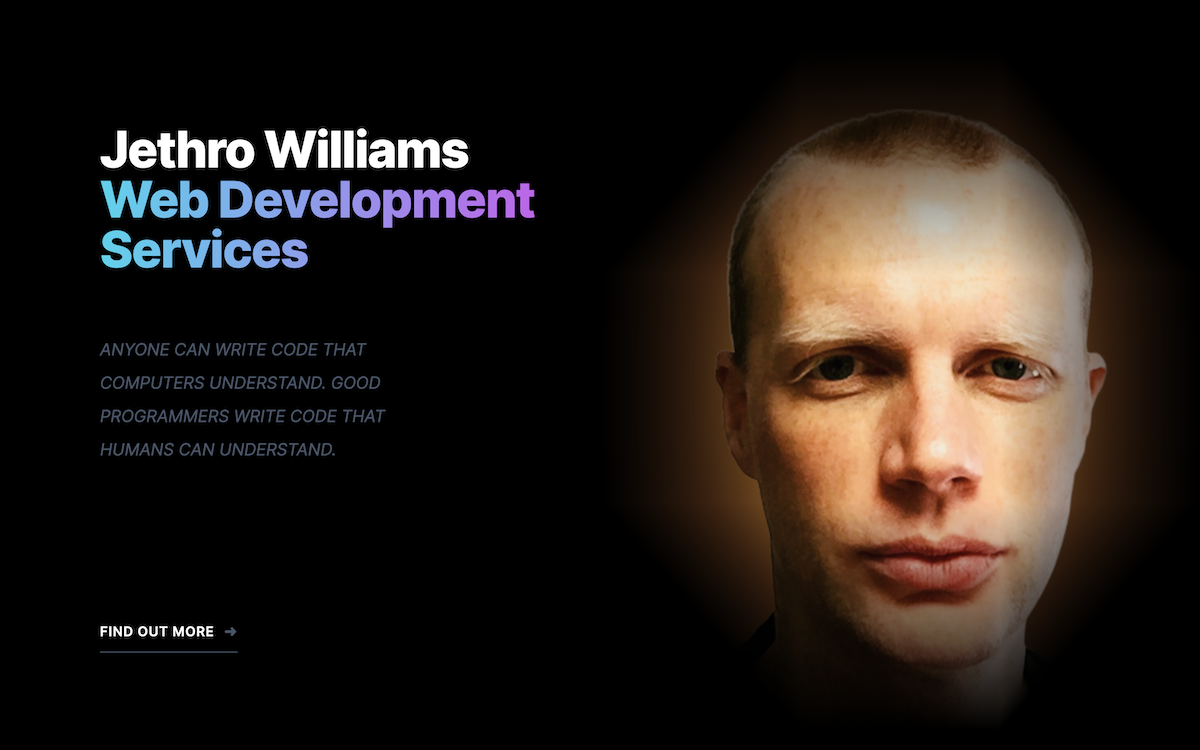 Jethro Williams
Web Development
Services
ANYONE CAN WRITE CODE THAT
COMPUTERS UNDERSTAND. GOOD
PROGRAMMERS WRITE CODE THAT
HUMANS CAN UNDERSTAND.
FIND OUT MORE ➔